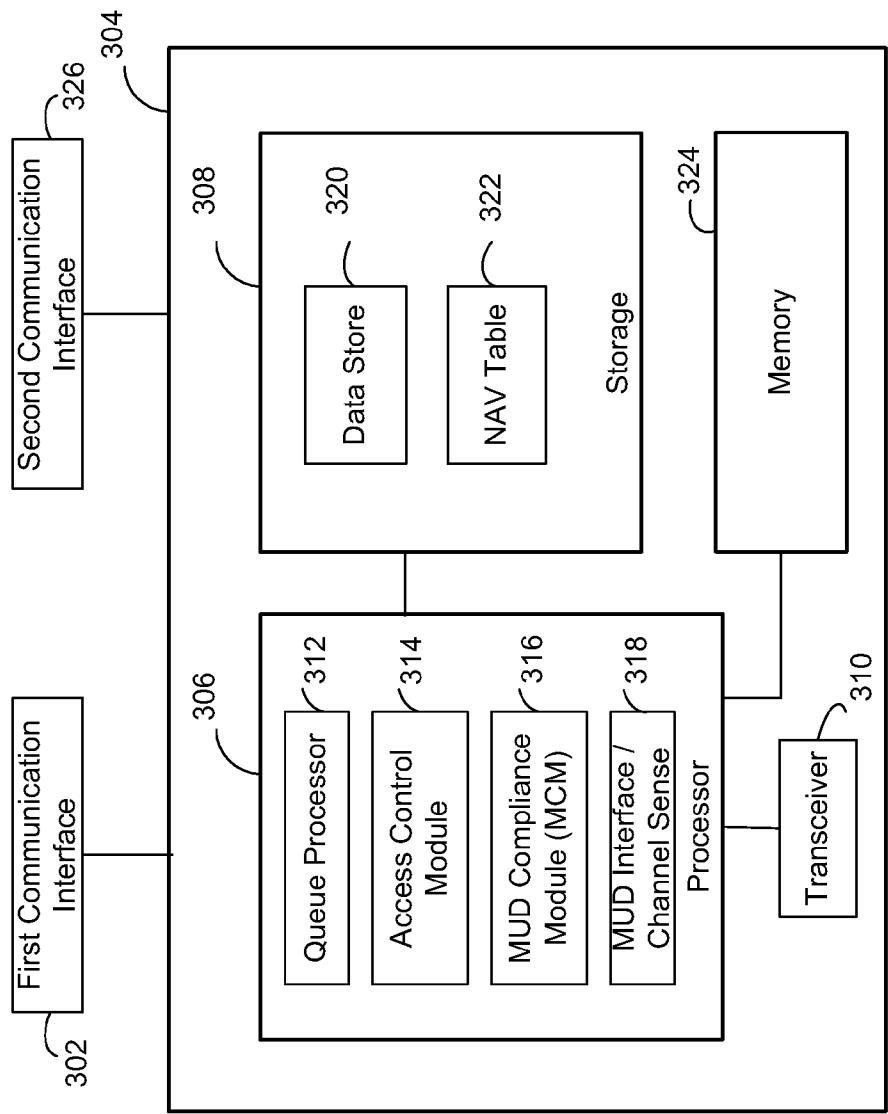 302
First Communication
Interface
Second Communication
Interface
326
304
306
Queue Processor
312
Access Control
Module
314
MUD Compliance
Module (MCM)
316
MUD Interface /
Channel Sense
318
Processor
Transceiver
310
308
Data Store
320
NAV Table
322
Storage
Memory
324